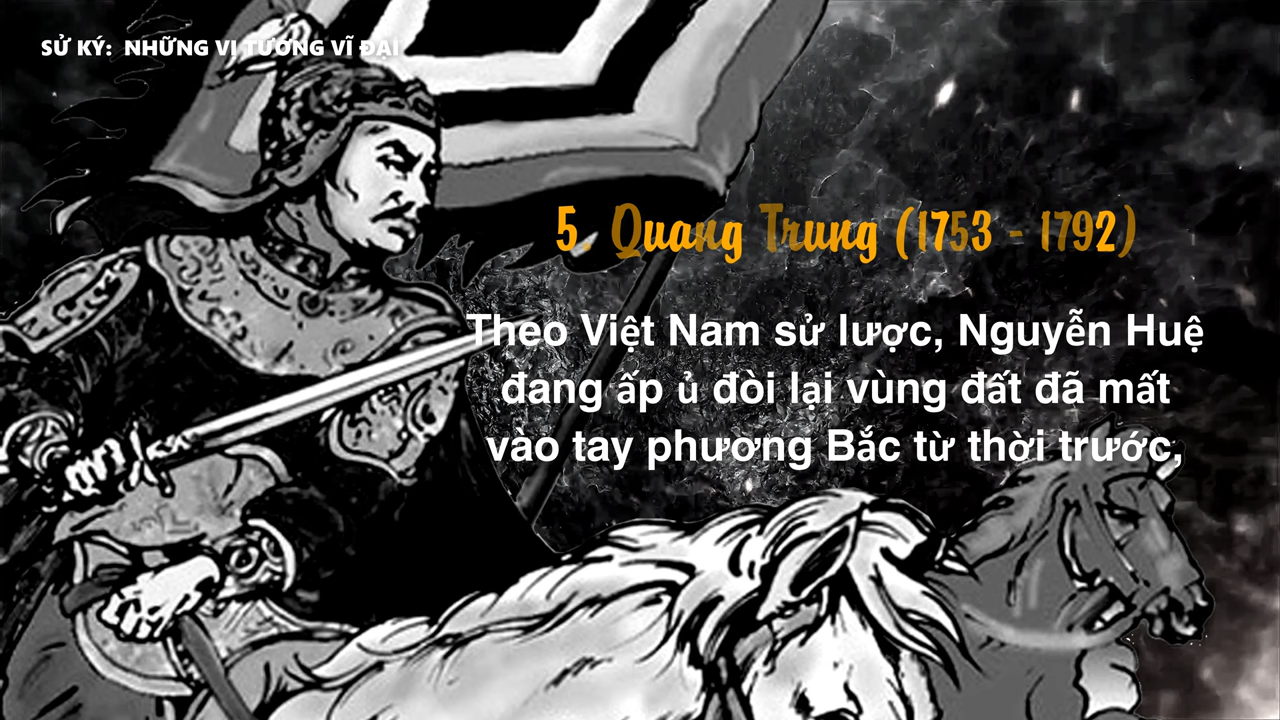 SỬ KÝ: NHỮNG VỊ TƯỚNG VĨ ĐẠI
5. Quang Trung (1753 - 1792)
Theo Việt Nam sử lược, Nguyễn Huệ
đang ấp ủ đòi lại vùng đất đã mất
vào tay phương Bắc từ thời trước,